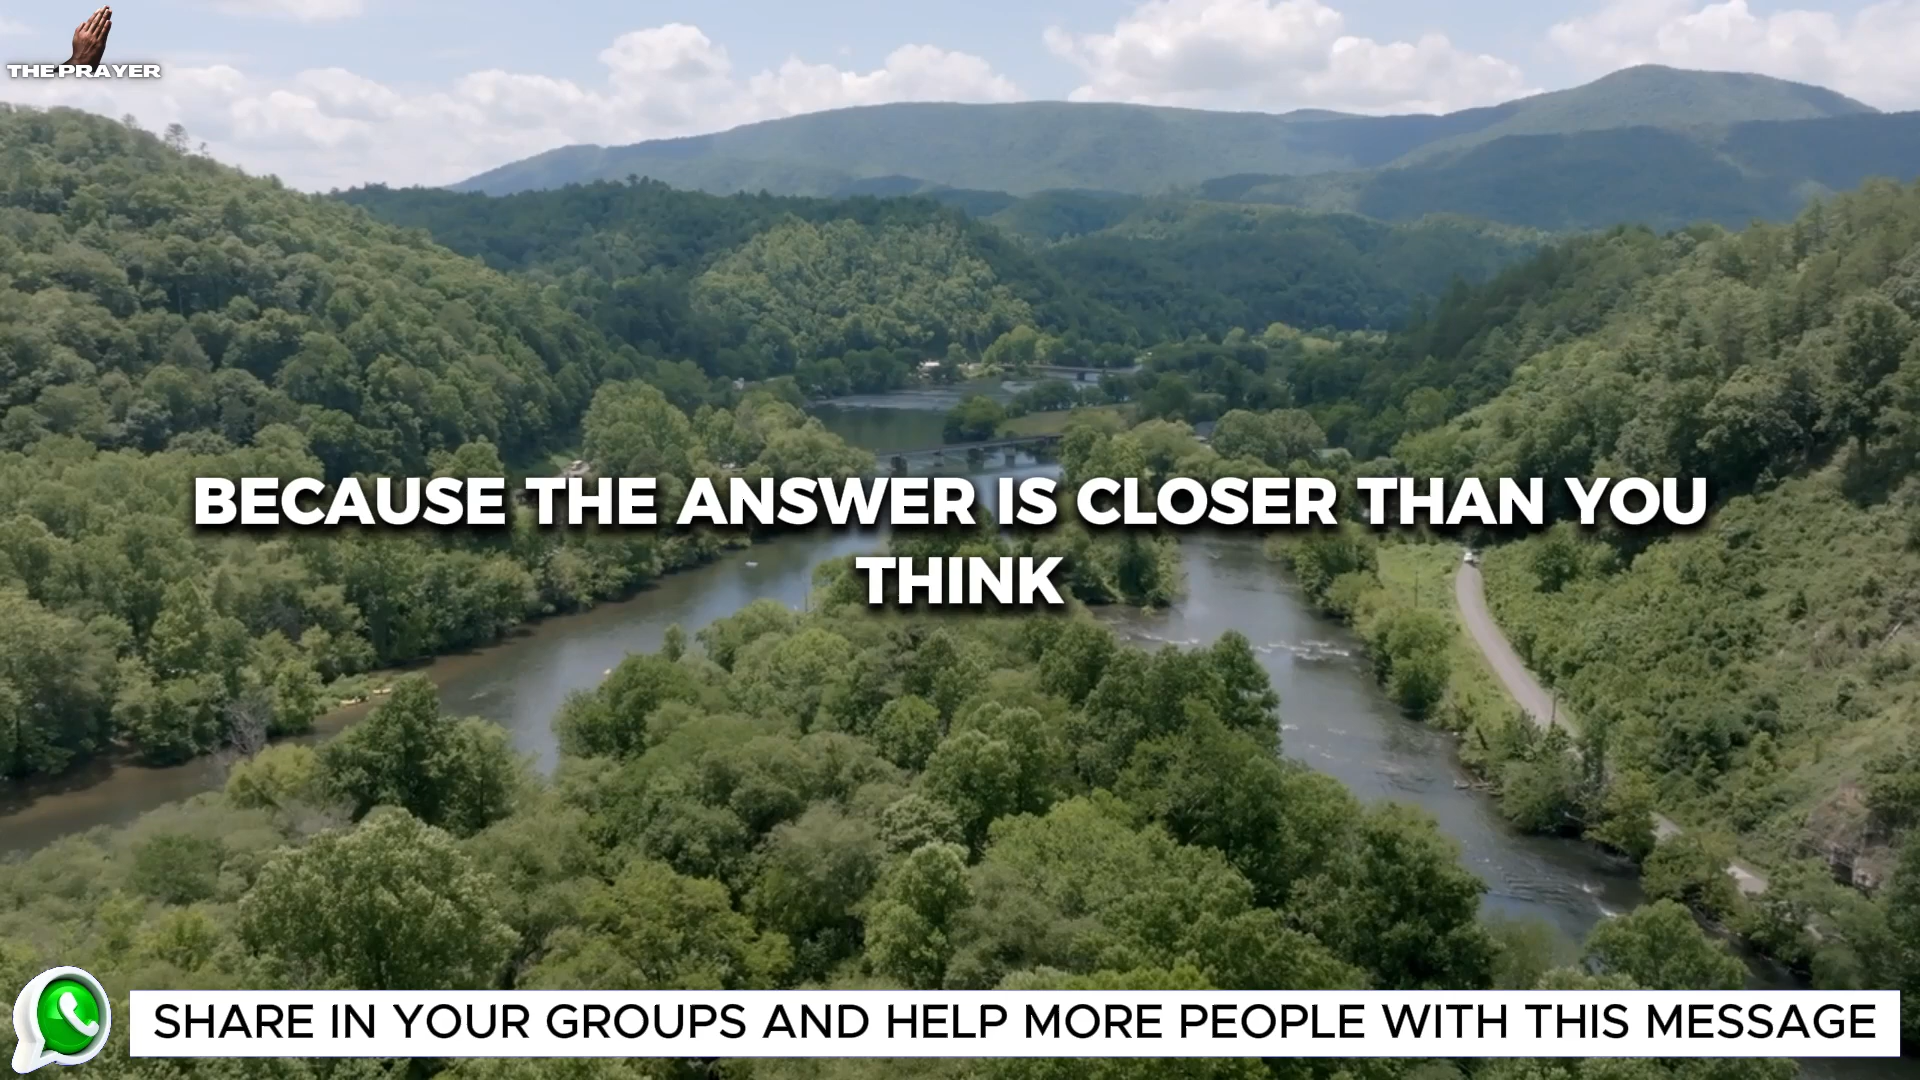 THE PRAYER
BECAUSE THE ANSWER IS CLOSER THAN YOU
THINK
SHARE IN YOUR GROUPS AND HELP MORE PEOPLE WITH THIS MESSAGE